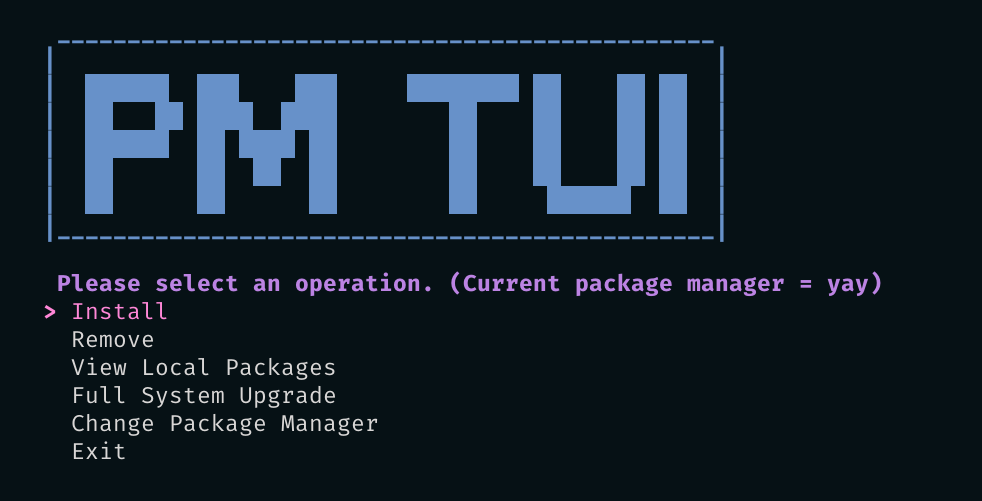 PM TUI
Please select an operation. (Current package manager = yay)
> Install
Remove
View Local Packages
Full System Upgrade
Change Package Manager
Exit